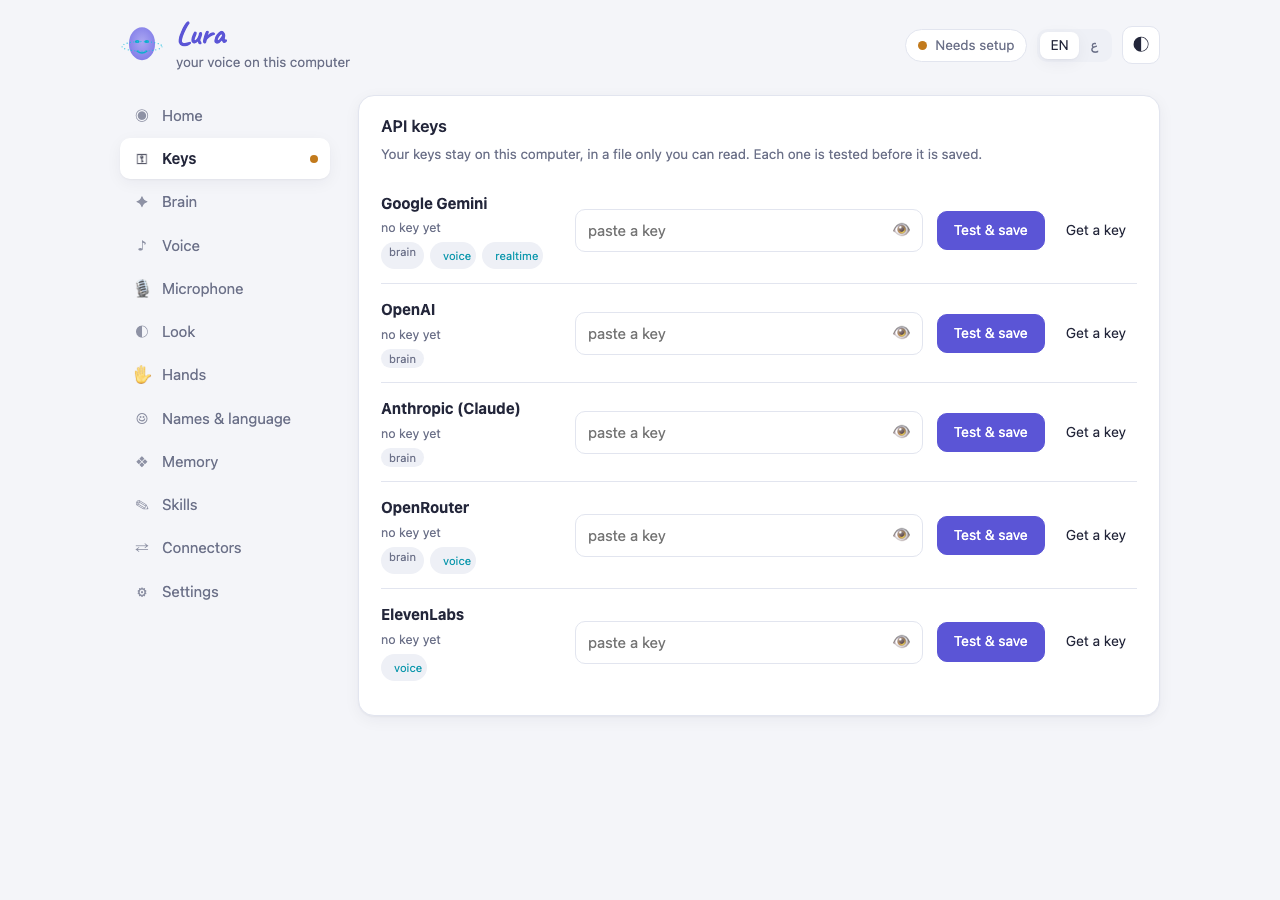 Lura
your voice on this computer
Needs setup
EN ع
Home
Keys
Brain
Voice
Microphone
Look
Hands
Names & language
Memory
Skills
Connectors
Settings
API keys
Your keys stay on this computer, in a file only you can read. Each one is tested before it is saved.
Google Gemini
no key yet
brain voice realtime
paste a key
Test & save
Get a key
OpenAI
no key yet
brain
paste a key
Test & save
Get a key
Anthropic (Claude)
no key yet
brain
paste a key
Test & save
Get a key
OpenRouter
no key yet
brain voice
paste a key
Test & save
Get a key
ElevenLabs
no key yet
voice
paste a key
Test & save
Get a key